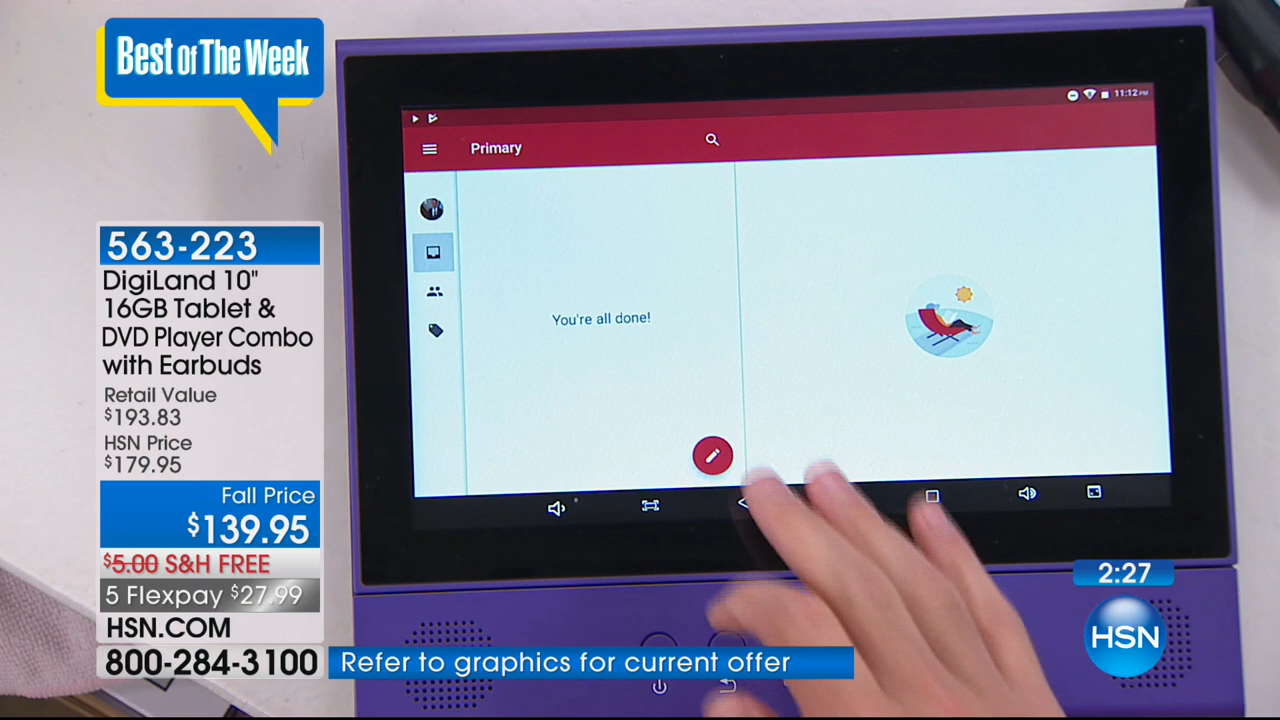 Best of The Week
563-223
DigiLand 10"
16GB Tablet &
DVD Player Combo
with Earbuds
Retail Value
$193.83
HSN Price
$179.95
Fall Price
$139.95
$5.00 S&H FREE
5 Flexpay $27.99
HSN.COM
800-284-3100
Refer to graphics for current offer
11:12 PM
Primary
You're all done!
2:27
HSN